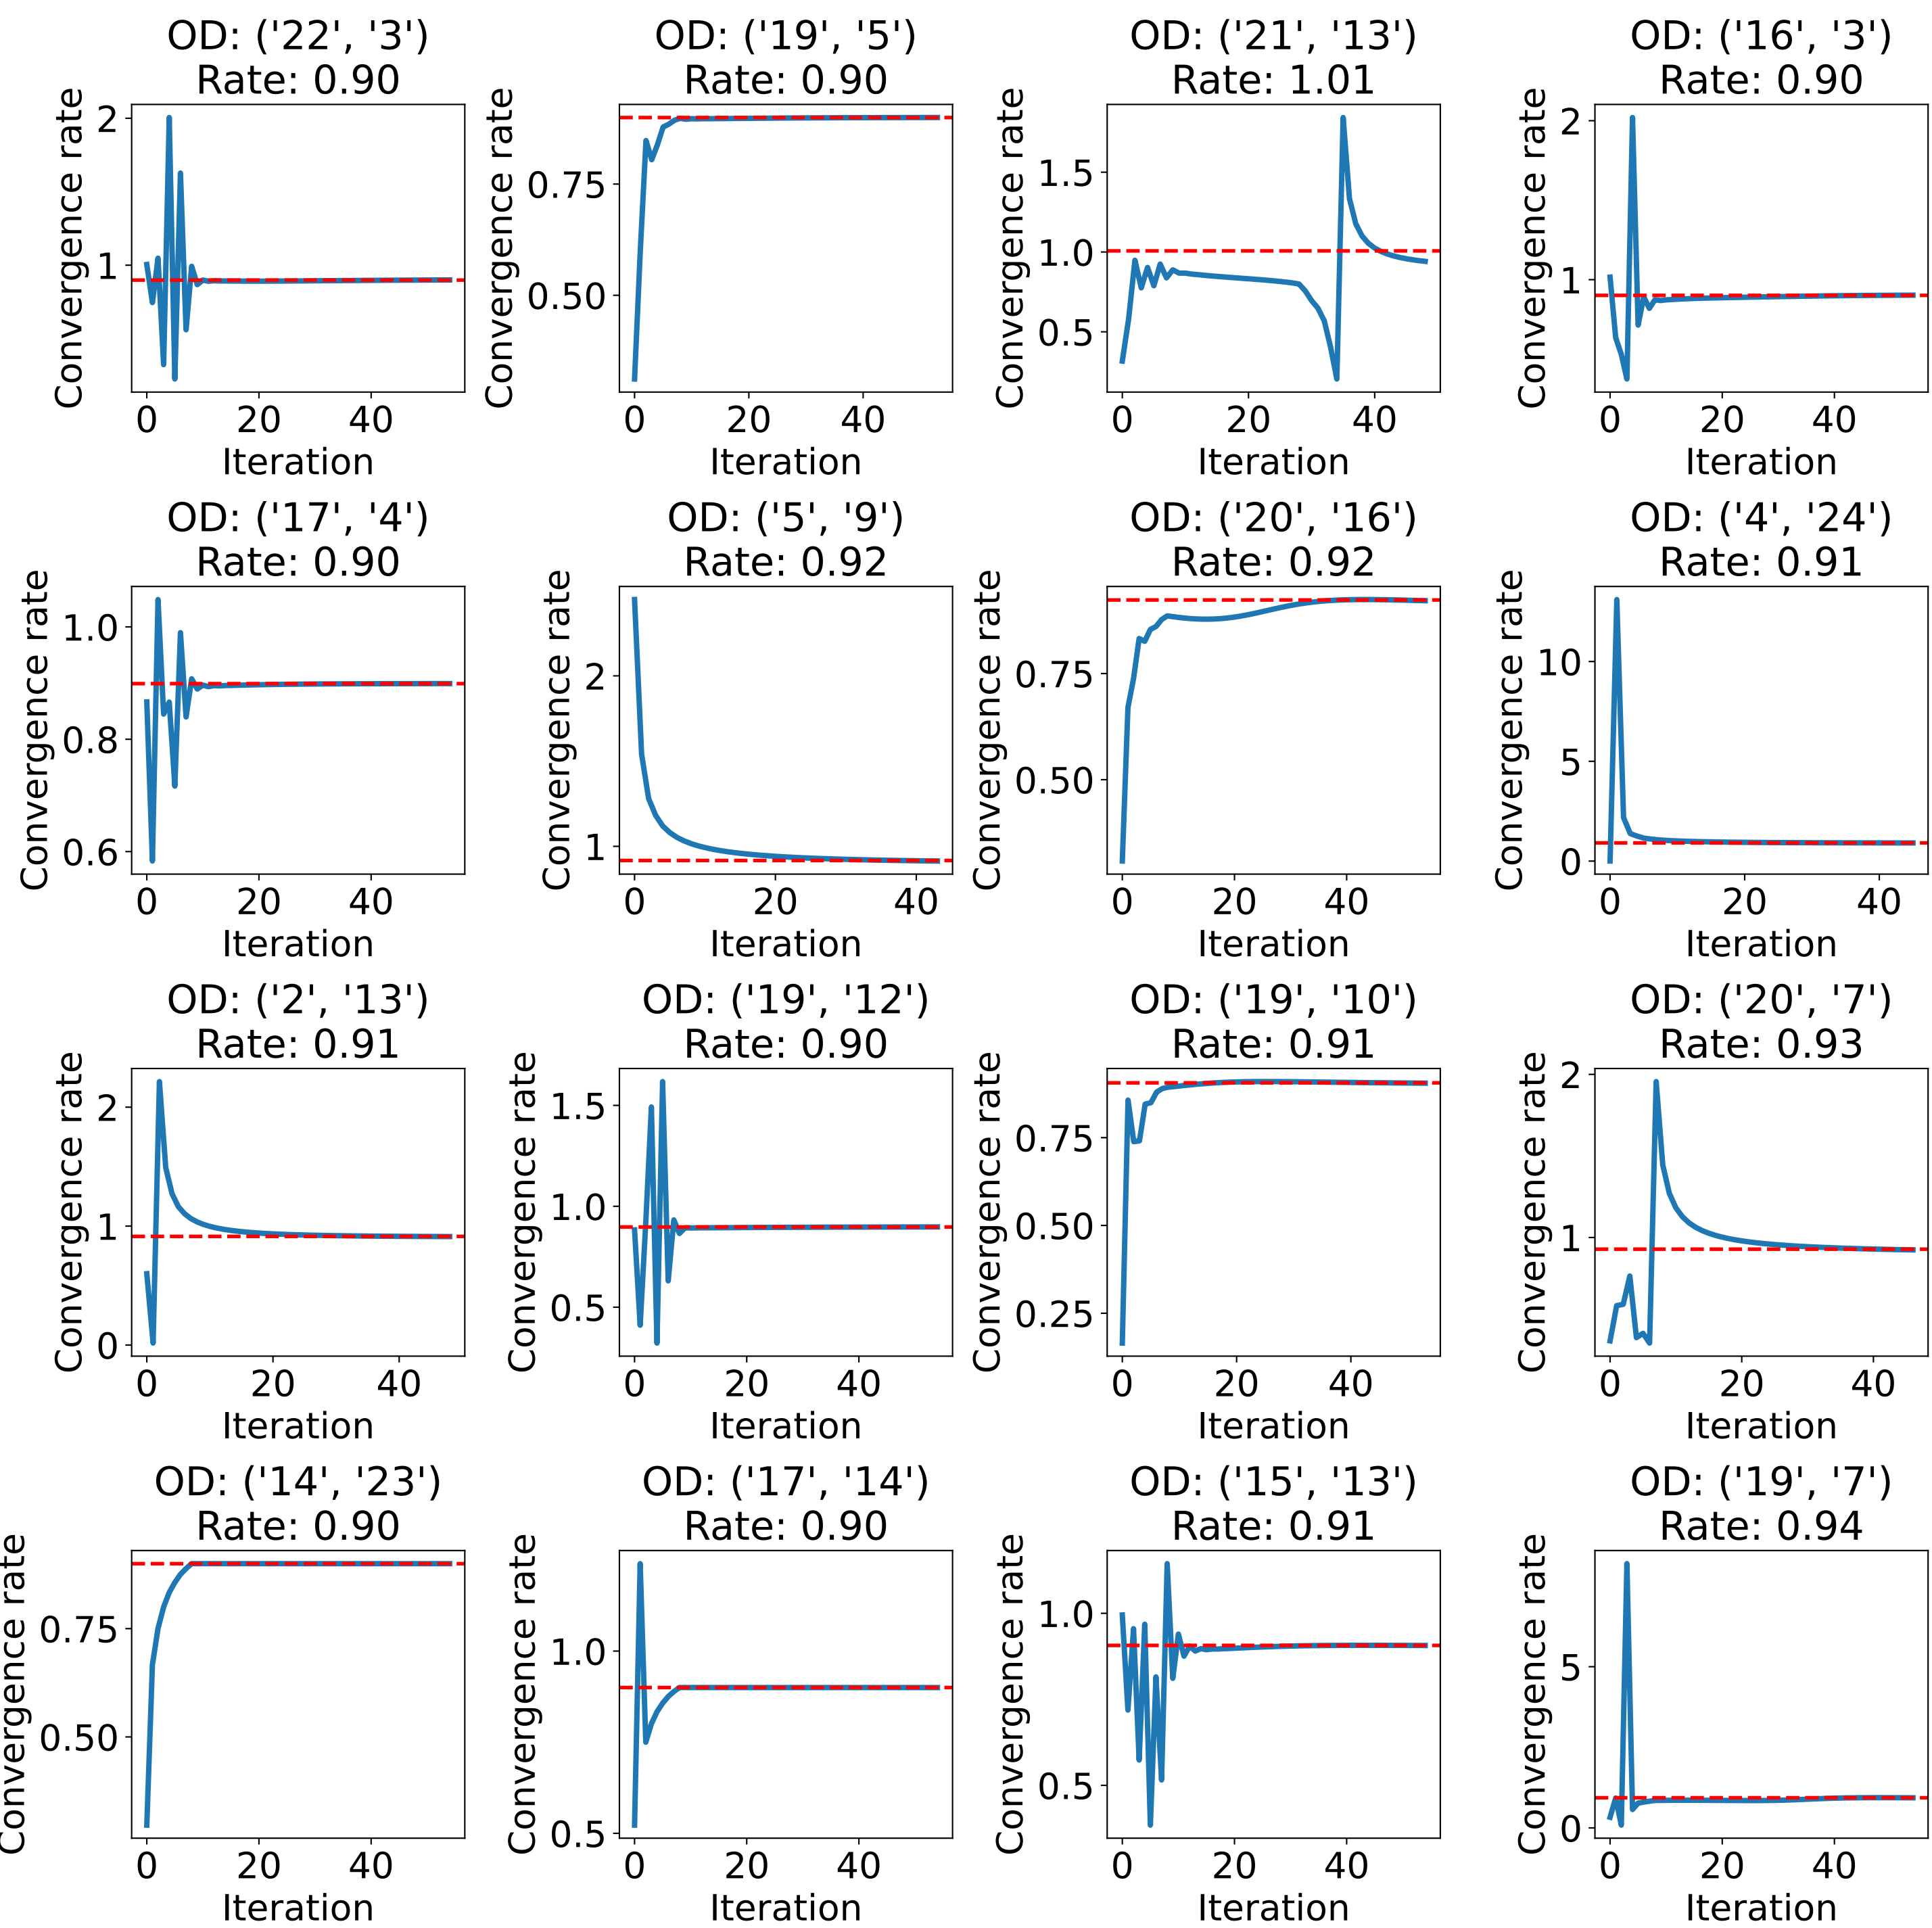 OD: ('22', '3')
Rate: 0.90
Convergence rate
2
1
0
20
40
Iteration
OD: ('19', '5')
Rate: 0.90
Convergence rate
0.75
0.50
0
20
40
Iteration
OD: ('21', '13')
Rate: 1.01
Convergence rate
1.5
1.0
0.5
0
20
40
Iteration
OD: ('16', '3')
Rate: 0.90
Convergence rate
2
1
0
20
40
Iteration
OD: ('17', '4')
Rate: 0.90
Convergence rate
1.0
0.8
0.6
0
20
40
Iteration
OD: ('5', '9')
Rate: 0.92
Convergence rate
2
1
0
20
40
Iteration
OD: ('20', '16')
Rate: 0.92
Convergence rate
0.75
0.50
0
20
40
Iteration
OD: ('4', '24')
Rate: 0.91
Convergence rate
10
5
0
0
20
40
Iteration
OD: ('2', '13')
Rate: 0.91
Convergence rate
2
1
0
0
20
40
Iteration
OD: ('19', '12')
Rate: 0.90
Convergence rate
1.5
1.0
0.5
0
20
40
Iteration
OD: ('19', '10')
Rate: 0.91
Convergence rate
0.75
0.50
0.25
0
20
40
Iteration
OD: ('20', '7')
Rate: 0.93
Convergence rate
2
1
0
20
40
Iteration
OD: ('14', '23')
Rate: 0.90
Convergence rate
0.75
0.50
0
20
40
Iteration
OD: ('17', '14')
Rate: 0.90
Convergence rate
1.0
0.5
0
20
40
Iteration
OD: ('15', '13')
Rate: 0.91
Convergence rate
1.0
0.5
0
20
40
Iteration
OD: ('19', '7')
Rate: 0.94
Convergence rate
5
0
0
20
40
Iteration